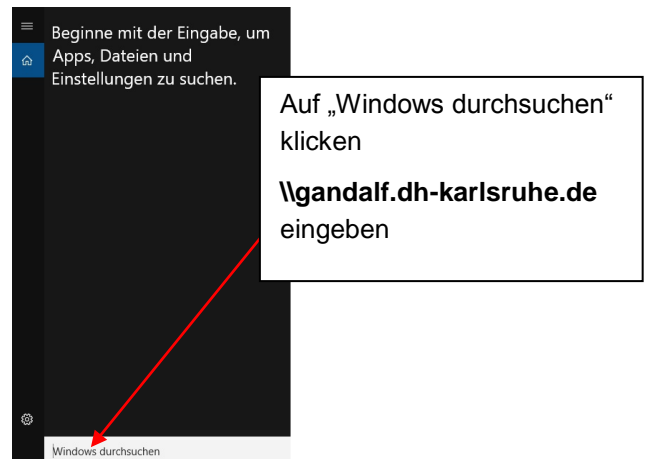 Beginne mit der Eingabe, um
Apps, Dateien und
Einstellungen zu suchen.
Auf „Windows durchsuchen“
klicken
\\gandalf.dh-karlsruhe.de
eingeben
Windows durchsuchen